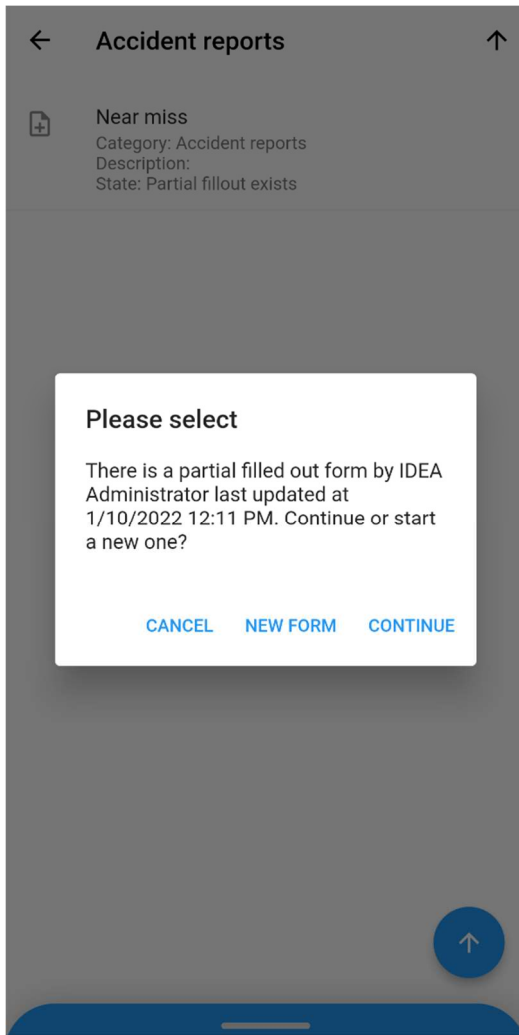 Accident reports
Near miss
Category: Accident reports
Description:
State: Partial fillout exists
Please select
There is a partial filled out form by IDEA
Administrator last updated at
1/10/2022 12:11 PM. Continue or start
a new one?
CANCEL NEW FORM CONTINUE